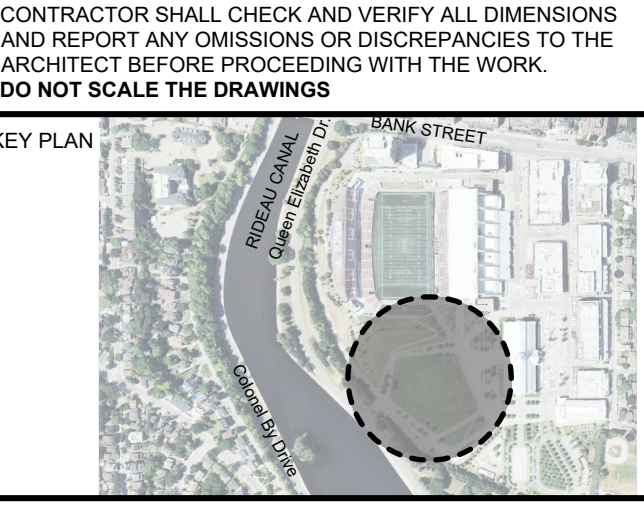 CONTRACTOR SHALL CHECK AND VERIFY ALL DIMENSIONS
AND REPORT ANY OMISSIONS OR DISCREPANCIES TO THE
ARCHITECT BEFORE PROCEEDING WITH THE WORK.
DO NOT SCALE THE DRAWINGS
KEY PLAN
BANK STREET
RIDEAU CANAL
Queen Elizabeth Dr.
Colonel By Drive